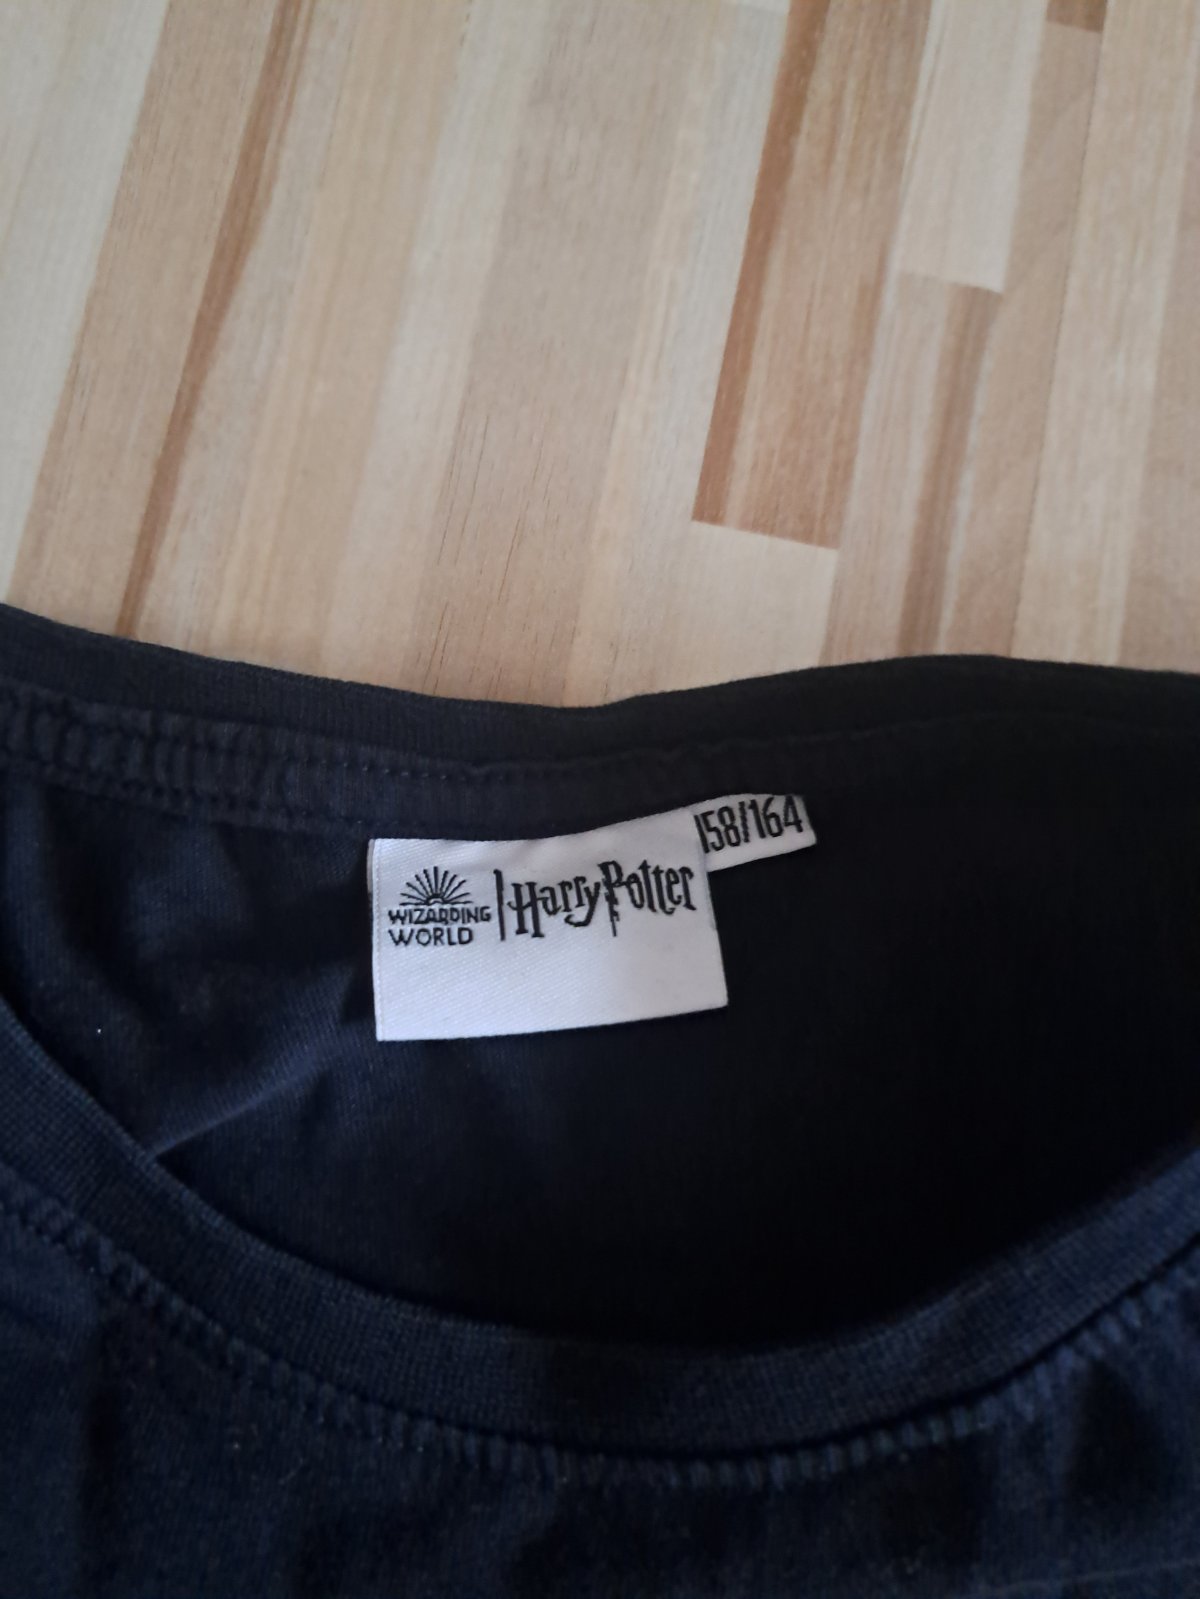 158/164
WIZARDING
WORLD
Harry Potter